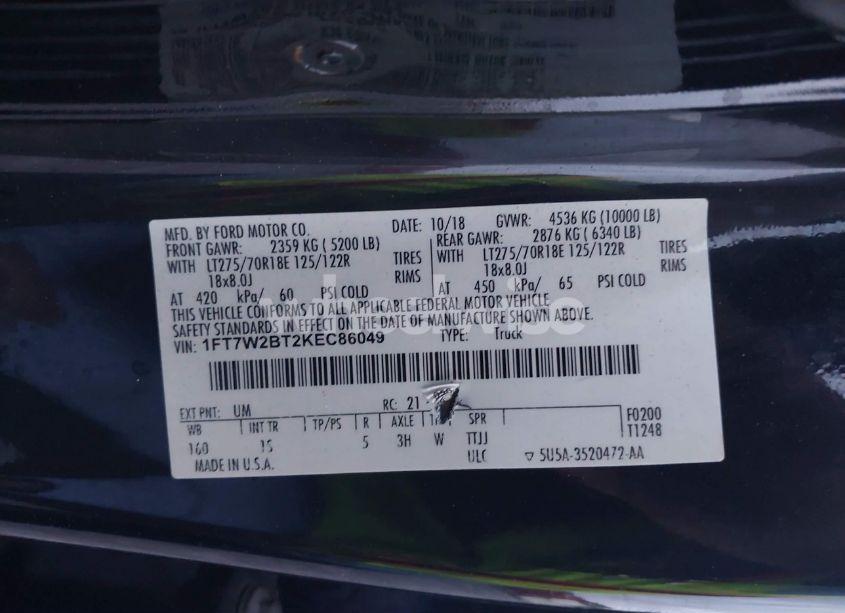 MFD. BY FORD MOTOR CO. DATE: 10/18 GVWR: 4536 KG (10000 LB)
FRONT GAWR: 2359 KG ( 5200 LB) REAR GAWR: 2876 KG ( 6340 LB)
WITH LT275/70R18E 125/122R TIRES WITH LT275/70R18E 125/122R TIRES
18x8.0J RIMS 18x8.0J RIMS
AT 420 kPa/ 60 PSI COLD AT 450 kPa/ 65 PSI COLD
THIS VEHICLE CONFORMS TO ALL APPLICABLE FEDERAL MOTOR VEHICLE
SAFETY STANDARDS IN EFFECT ON THE DATE OF MANUFACTURE SHOWN ABOVE.
VIN: 1FT7W2BT2KEC86049 TYPE: Truck
EXT PNT: UM RC: 21 F0200
WB INT TR TP/PS R AXLE SPR T1248
160 15 5 3H W TTJJ
MADE IN U.S.A. ULC ▽ 5U5A-3520472-AA